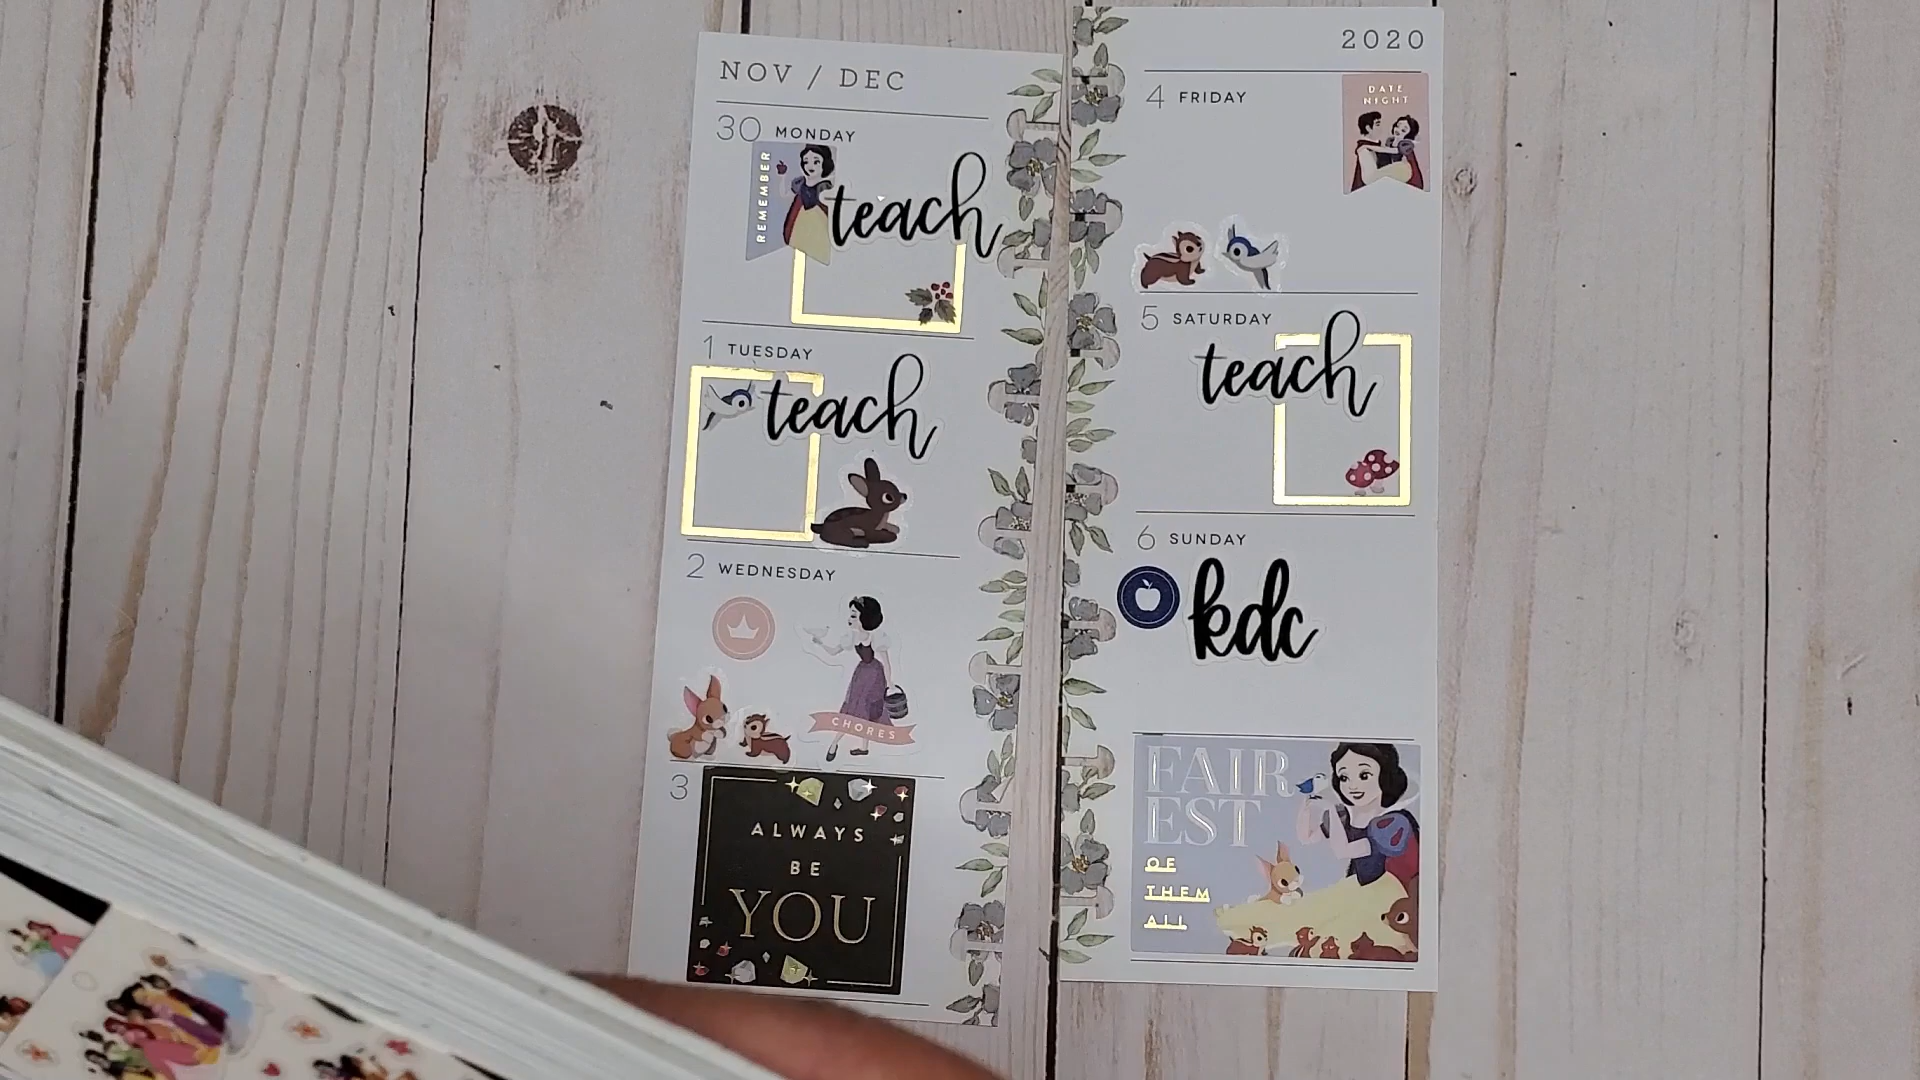 NOV / DEC
30 MONDAY
REMEMBER
teach
1 TUESDAY
teach
2 WEDNESDAY
CHORES
3
ALWAYS
BE
YOU
2020
4 FRIDAY
DATE
NIGHT
5 SATURDAY
teach
6 SUNDAY
kdc
FAIR
EST
OF
THEM
ALL